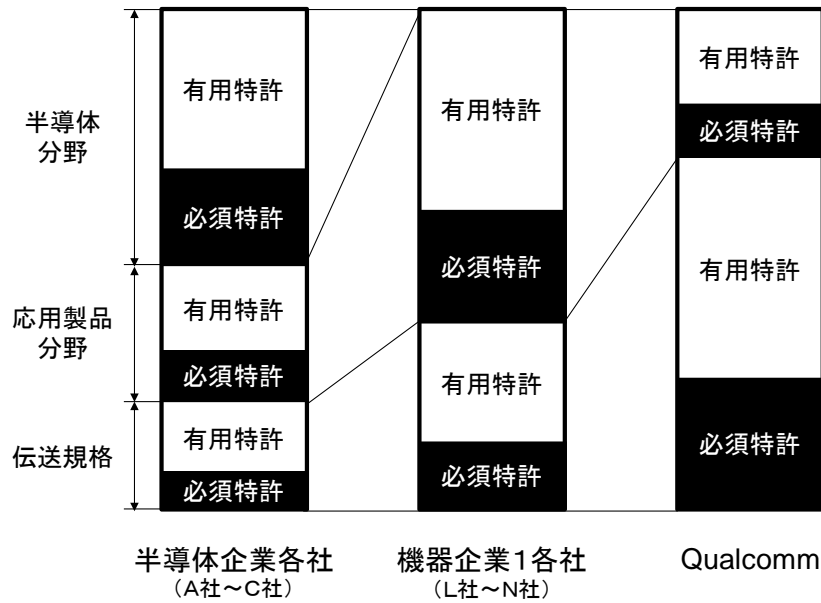 半導体
分野
応用製品
分野
伝送規格
有用特許
必須特許
有用特許
必須特許
有用特許
必須特許
有用特許
必須特許
有用特許
必須特許
有用特許
必須特許
有用特許
必須特許
半導体企業各社
（A社～C社）
機器企業１各社
（L社～N社）
Qualcomm